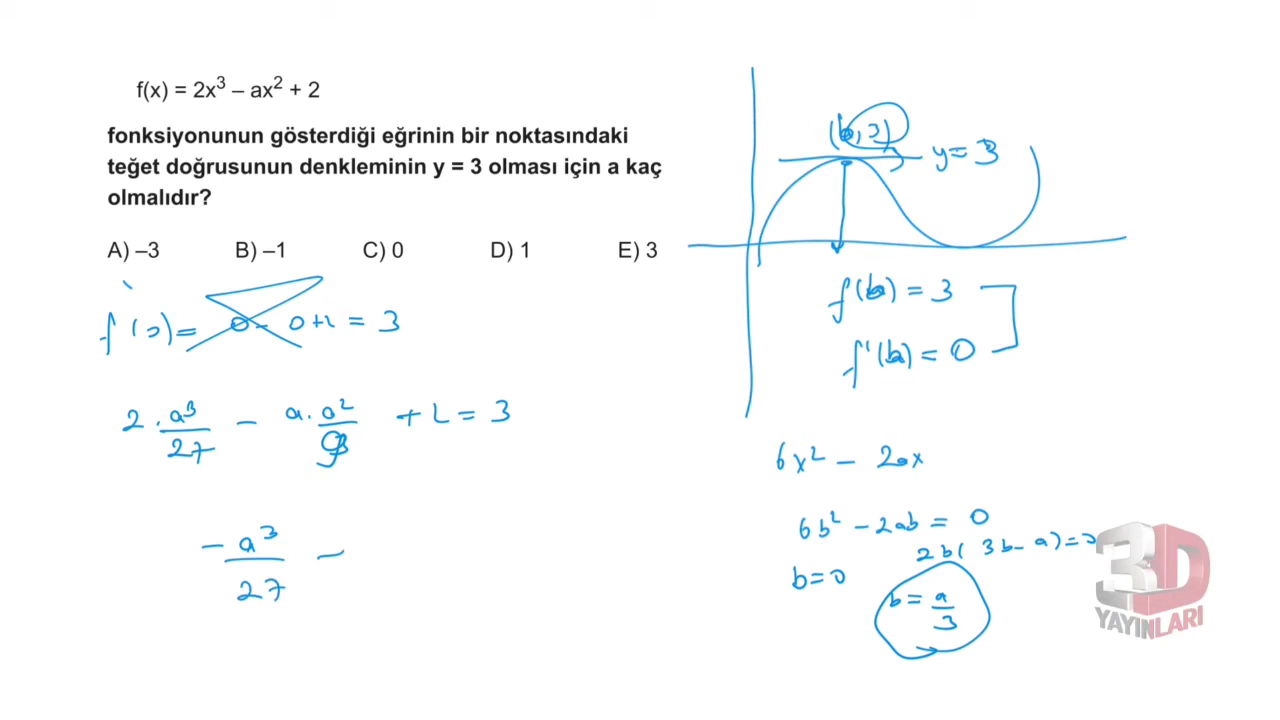 f(x) = 2x³ – ax² + 2
fonksiyonunun gösterdiği eğrinin bir noktasındaki
teğet doğrusunun denkleminin y = 3 olması için a kaç
olmalıdır?
A) –3 B) –1 C) 0 D) 1 E) 3
f'(0) = 0 - 0 + 2 = 3
2 · a³/27 - a · a²/9 + 2 = 3
-a³/27 -
(b, 3)
y = 3
f(b) = 3
f'(b) = 0
6x² - 2ax
6b² - 2ab = 0
2b(3b - a) = 0
b = 0
b = a/3
3D
YAYINLARI